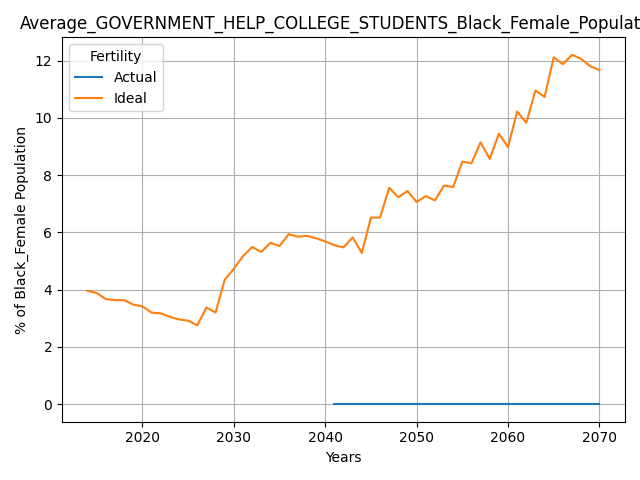 Average_GOVERNMENT_HELP_COLLEGE_STUDENTS_Black_Female_Populat
Fertility
Actual
Ideal
12
10
8
6
4
2
0
% of Black_Female Population
2020 2030 2040 2050 2060 2070
Years